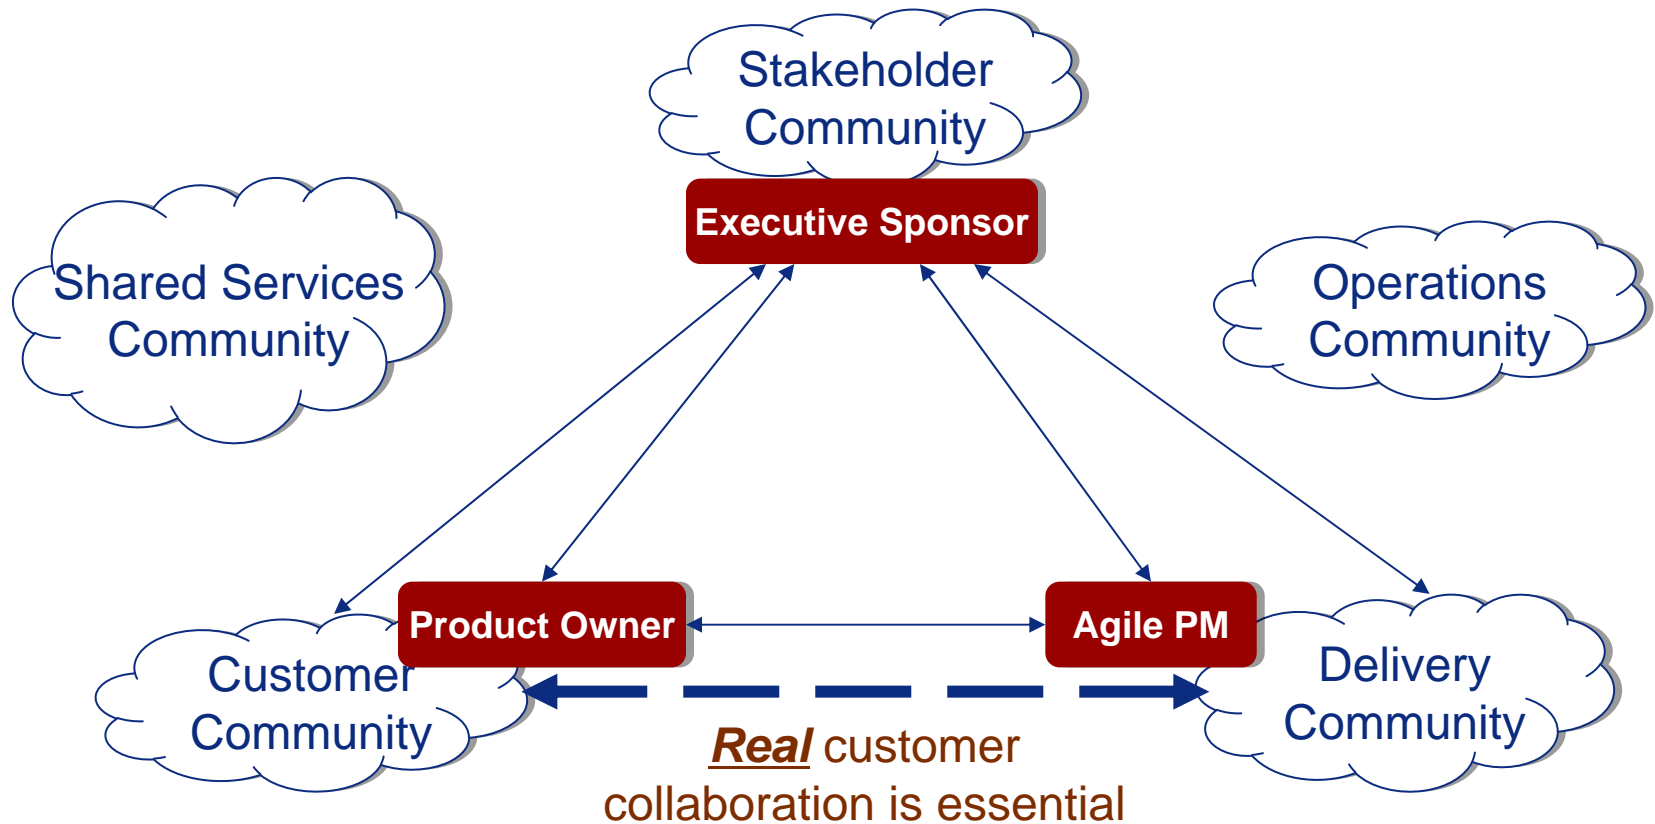 Stakeholder
Community
Executive Sponsor
Shared Services
Community
Operations
Community
Product Owner
Agile PM
Customer
Community
Delivery
Community
Real customer
collaboration is essential